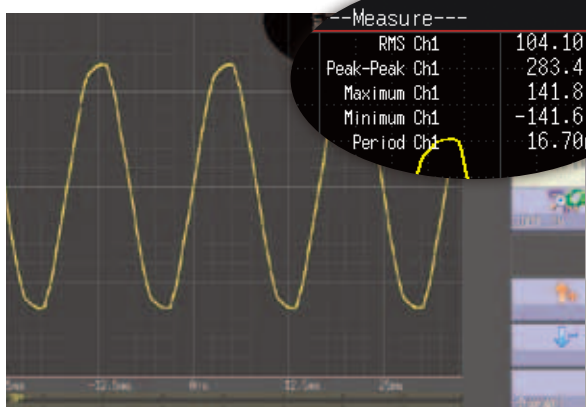 --Measure---
RMS Ch1 104.10
Peak-Peak Ch1 283.4
Maximum Ch1 141.8
Minimum Ch1 -141.6
Period Ch1 16.70
-12.5ms 0.0s 12.5ms 25ms